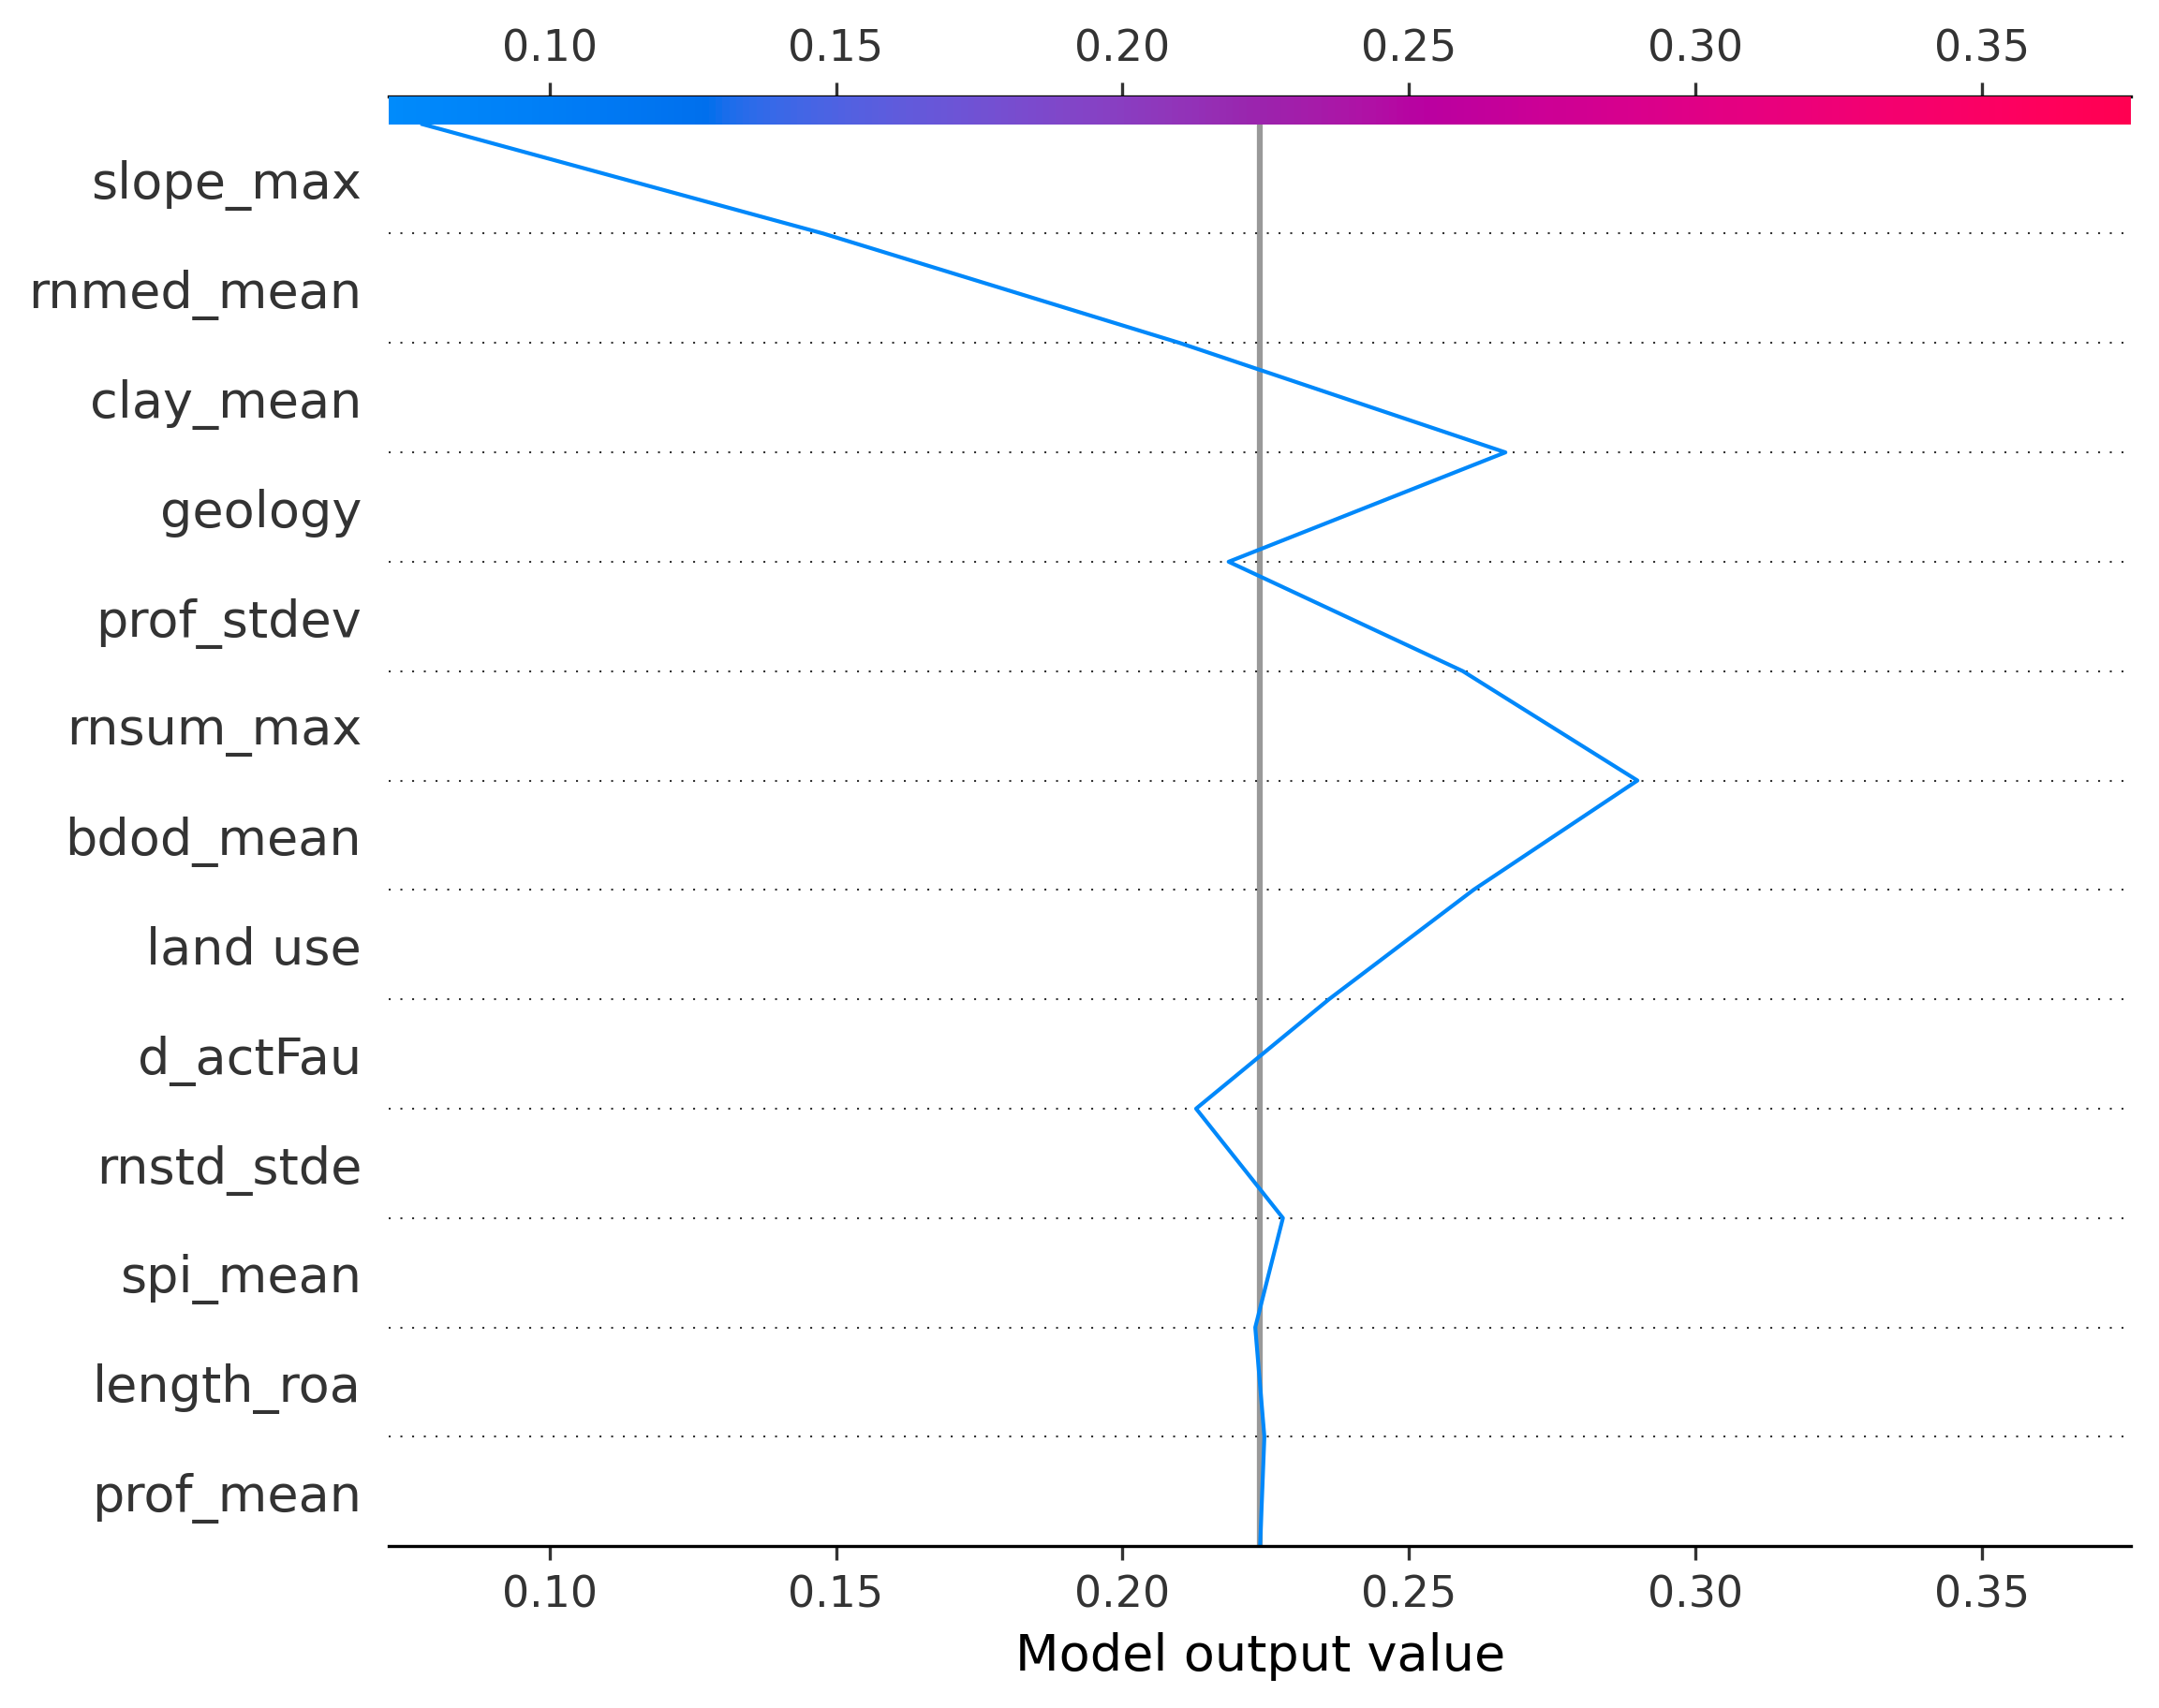 0.10 0.15 0.20 0.25 0.30 0.35
slope_max
rnmed_mean
clay_mean
geology
prof_stdev
rnsum_max
bdod_mean
land use
d_actFau
rnstd_stde
spi_mean
length_roa
prof_mean
0.10 0.15 0.20 0.25 0.30 0.35
Model output value